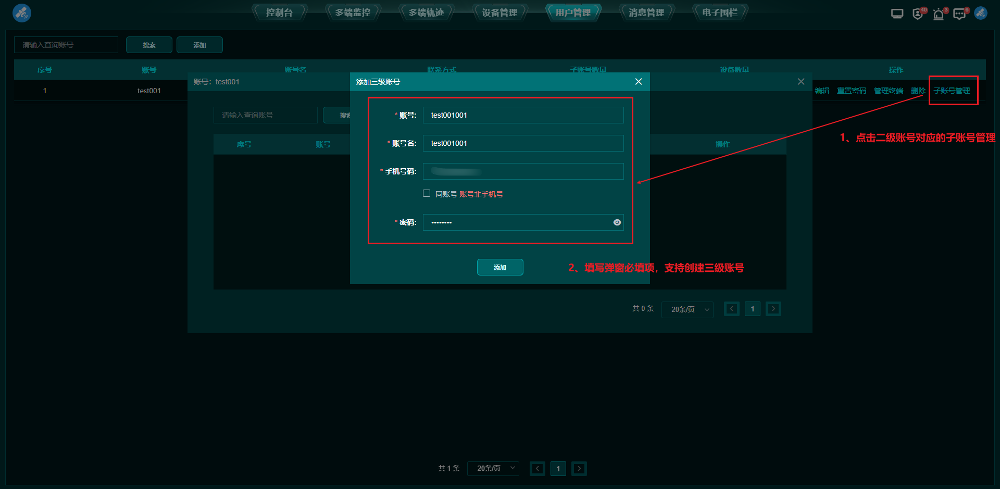 控制台 多端监控 多端轨迹 设备管理 用户管理 消息管理 电子围栏 40 3 6
请输入查询账号 搜索 添加
序号 账号 账号名 联系方式 子账号数量 设备数量 操作
1 test001 编辑 重置密码 管理终端 删除 子账号管理
账号：test001
添加三级账号
请输入查询账号
序号 账号 操作
* 账号: test001001
* 账号名: test001001
* 手机号码:
同账号 账号非手机号
* 密码: ••••••••
添加
1、点击二级账号对应的子账号管理
2、填写弹窗必填项，支持创建三级账号
共 0 条 20条/页 1
共 1 条 20条/页 1